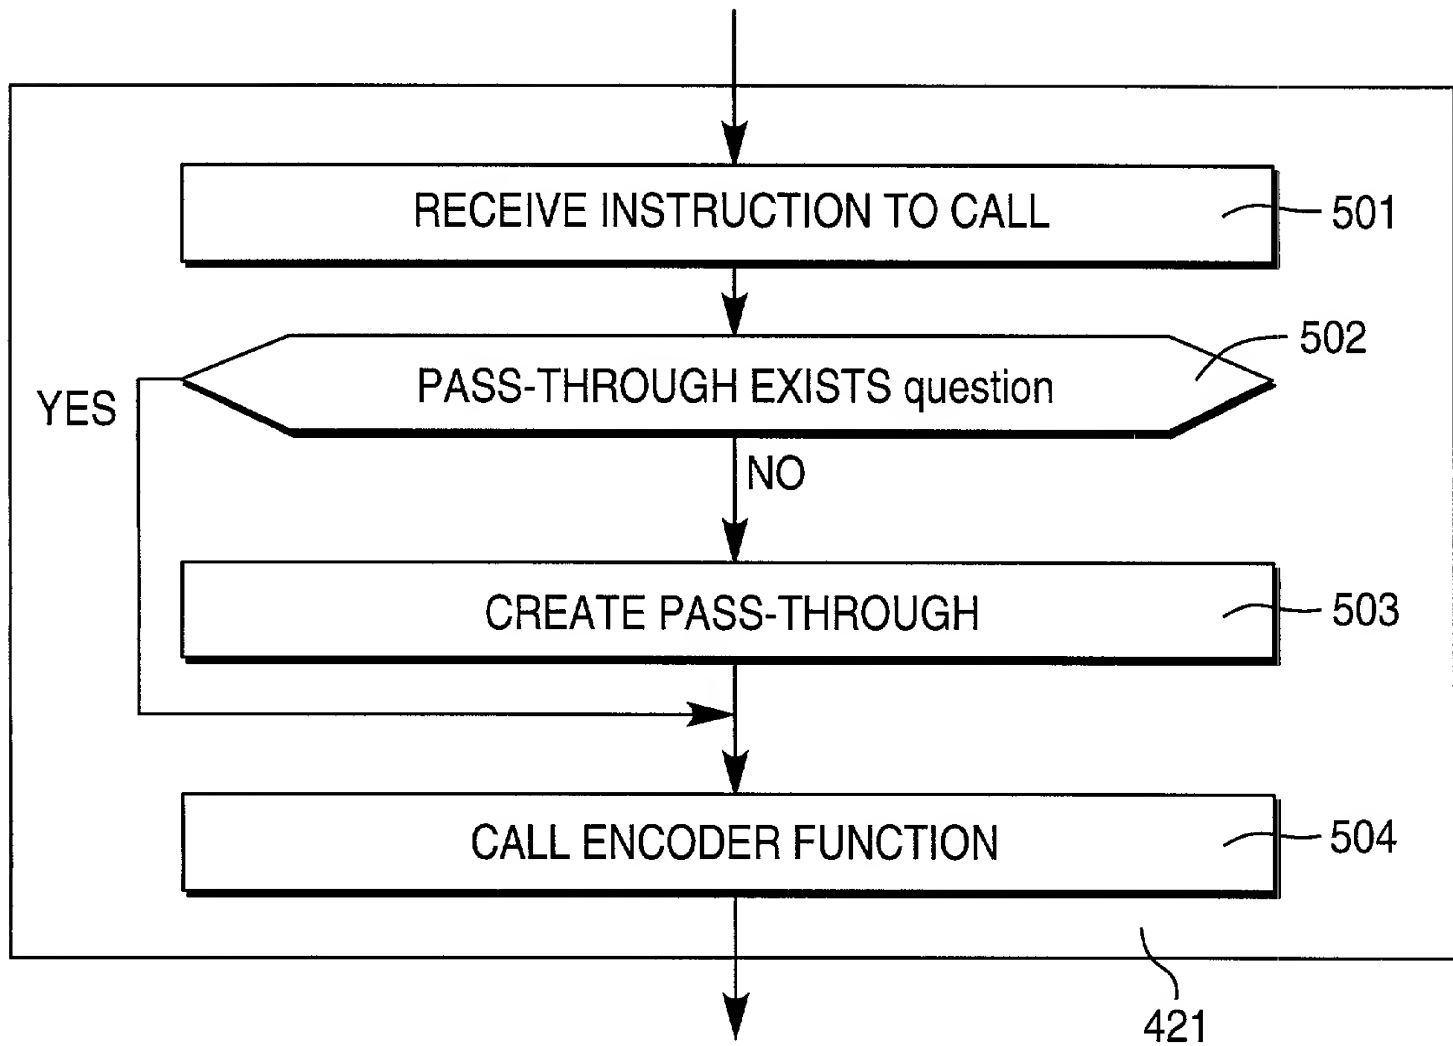 RECEIVE INSTRUCTION TO CALL
501
502
PASS-THROUGH EXISTS question
YES
NO
CREATE PASS-THROUGH
503
CALL ENCODER FUNCTION
504
421